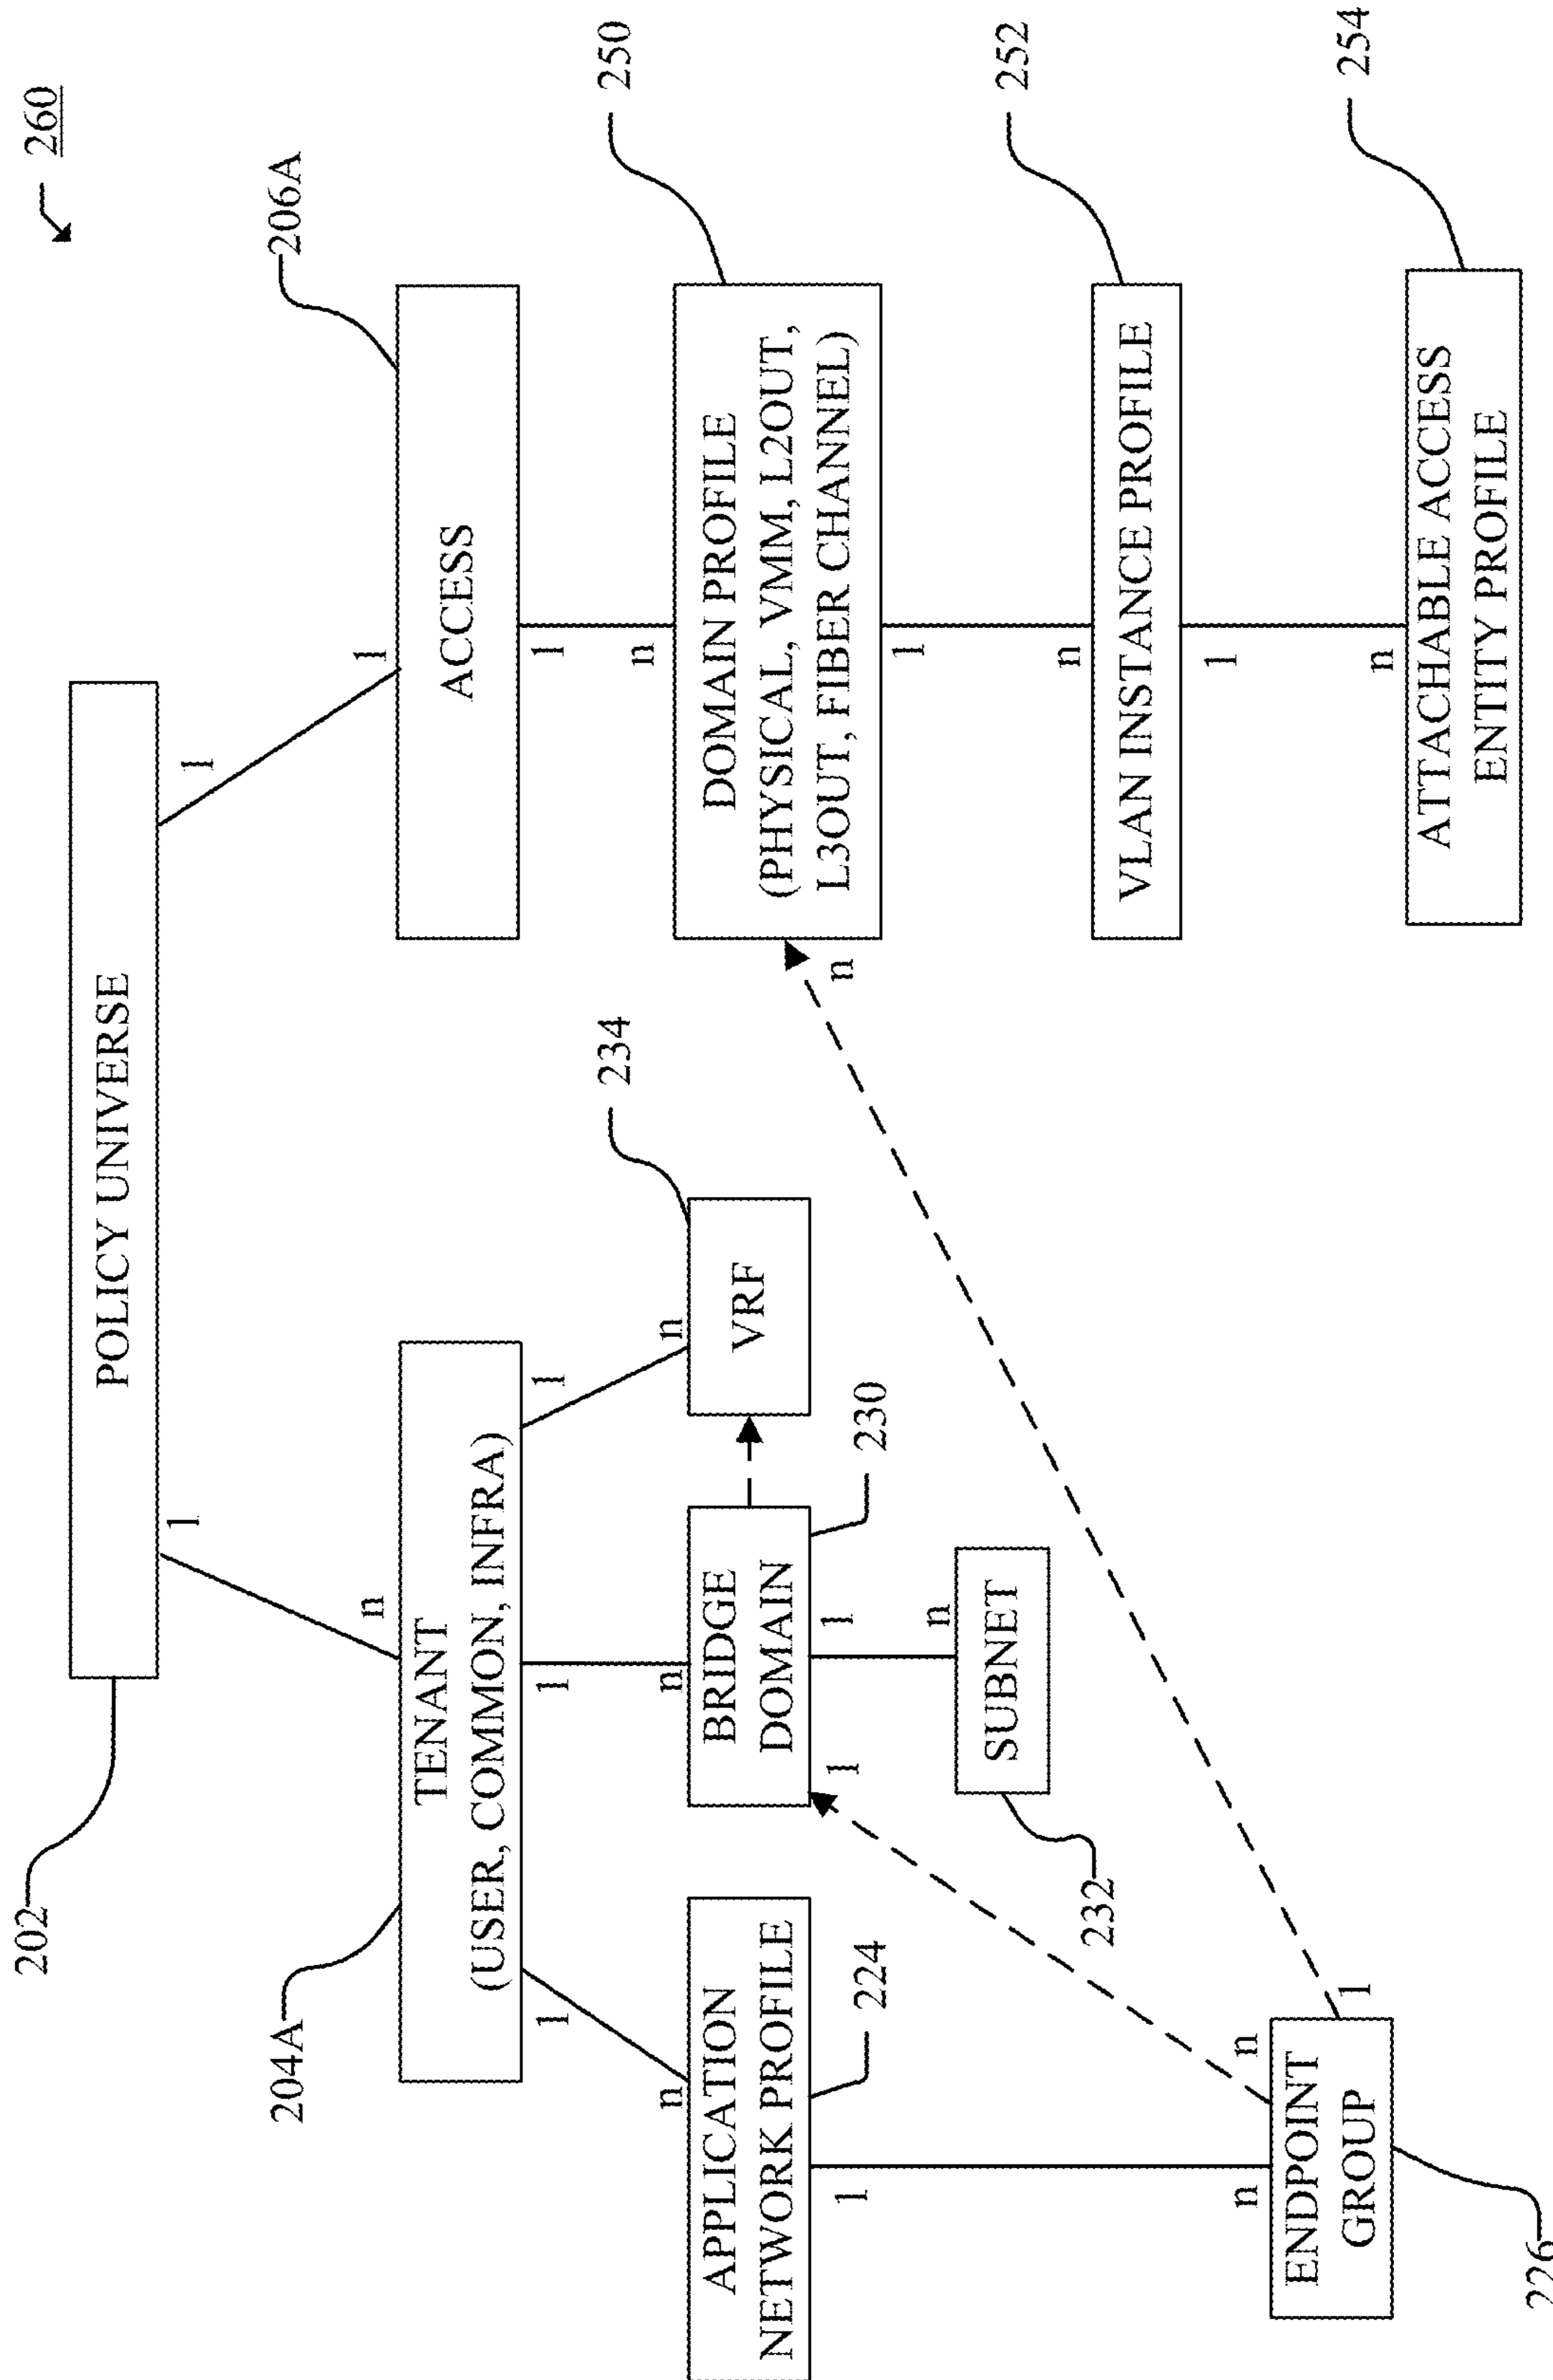 260
POLICY UNIVERSE
202
1
1
n
1
204A
TENANT
(USER, COMMON, INFRA)
206A
ACCESS
1
1
1
1
n
n
n
n
APPLICATION
NETWORK PROFILE
224
BRIDGE
DOMAIN
230
VRF
234
DOMAIN PROFILE
(PHYSICAL, VMM, L2OUT,
L3OUT, FIBER CHANNEL)
250
1
1
1
n
1
n
SUBNET
232
n
VLAN INSTANCE PROFILE
252
1
n
n
1
n
ENDPOINT
GROUP
226
ATTACHABLE ACCESS
ENTITY PROFILE
254